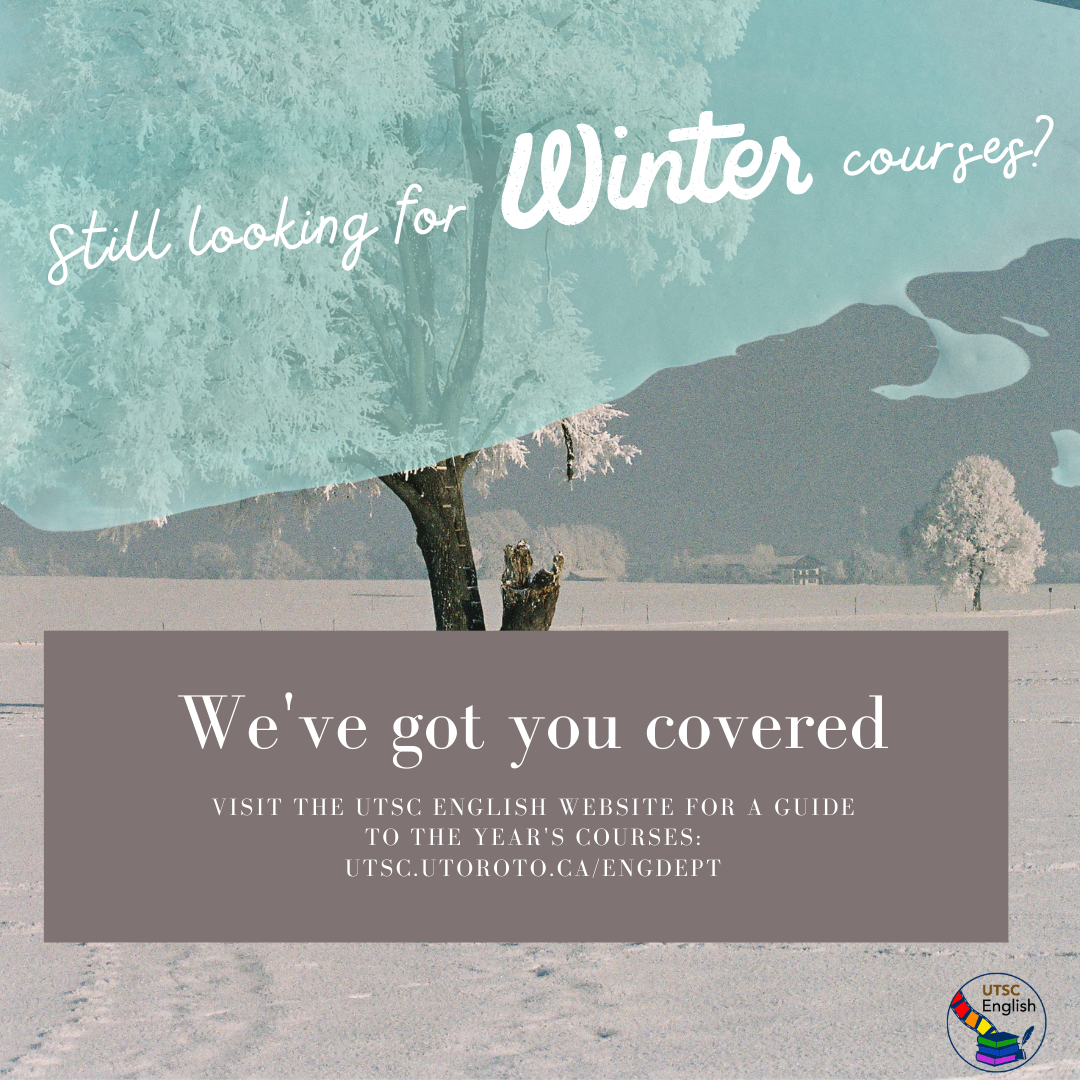 Still looking for Winter courses?
We've got you covered
VISIT THE UTSC ENGLISH WEBSITE FOR A GUIDE
TO THE YEAR'S COURSES:
UTSC.UTOROTO.CA/ENGDEPT
UTSC
English